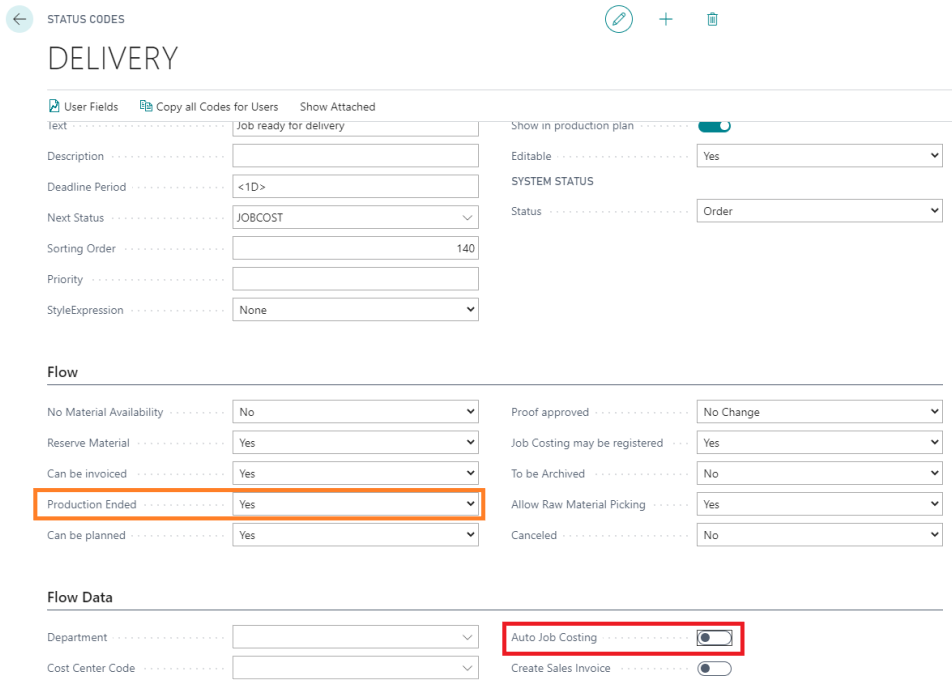 STATUS CODES
DELIVERY
User Fields Copy all Codes for Users Show Attached
Text Job ready for delivery Show in production plan
Description Editable Yes
Deadline Period <1D> SYSTEM STATUS
Next Status JOBCOST Status Order
Sorting Order 140
Priority
StyleExpression None
Flow
No Material Availability No Proof approved No Change
Reserve Material Yes Job Costing may be registered Yes
Can be invoiced Yes To be Archived No
Production Ended Yes Allow Raw Material Picking Yes
Can be planned Yes Canceled No
Flow Data
Department Auto Job Costing
Cost Center Code Create Sales Invoice